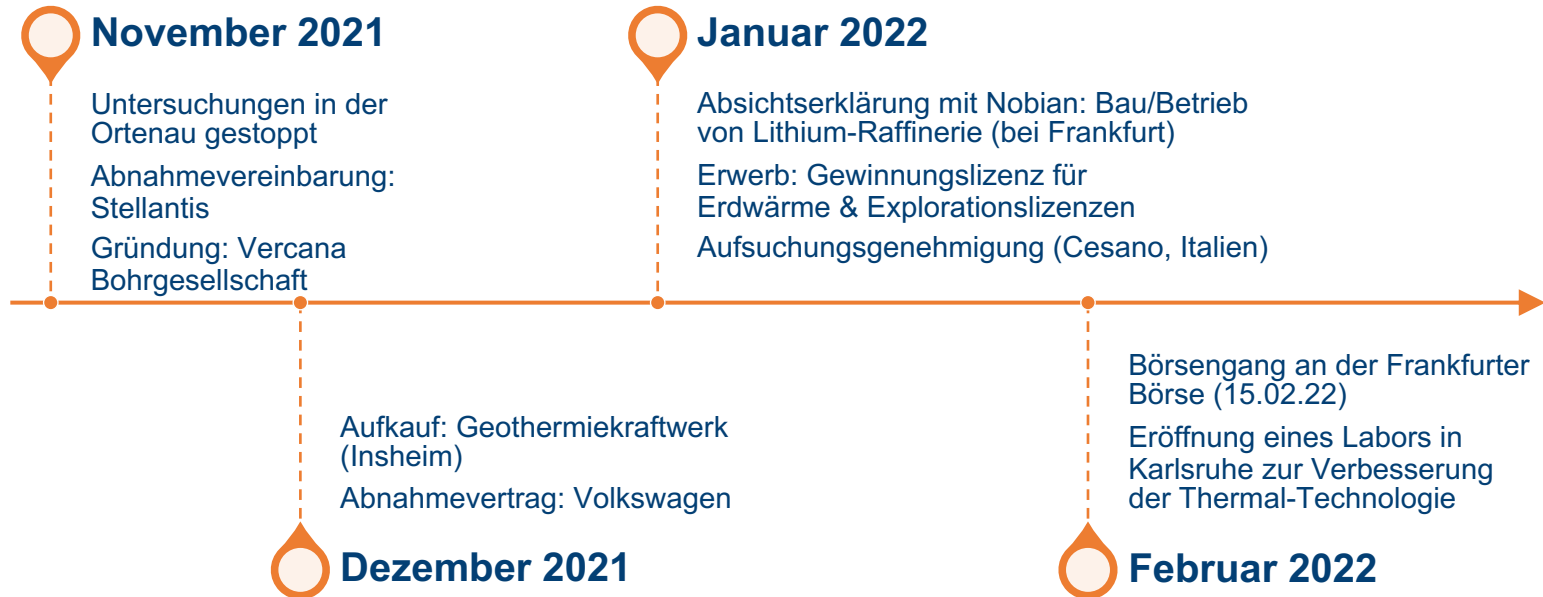 November 2021
Untersuchungen in der
Ortenau gestoppt
Abnahmevereinbarung:
Stellantis
Gründung: Vercana
Bohrgesellschaft
Aufkauf: Geothermiekraftwerk
(Insheim)
Abnahmevertrag: Volkswagen
Dezember 2021
Januar 2022
Absichtserklärung mit Nobian: Bau/Betrieb
von Lithium-Raffinerie (bei Frankfurt)
Erwerb: Gewinnungslizenz für
Erdwärme & Explorationslizenzen
Aufsuchungsgenehmigung (Cesano, Italien)
Börsengang an der Frankfurter
Börse (15.02.22)
Eröffnung eines Labors in
Karlsruhe zur Verbesserung
der Thermal-Technologie
Februar 2022